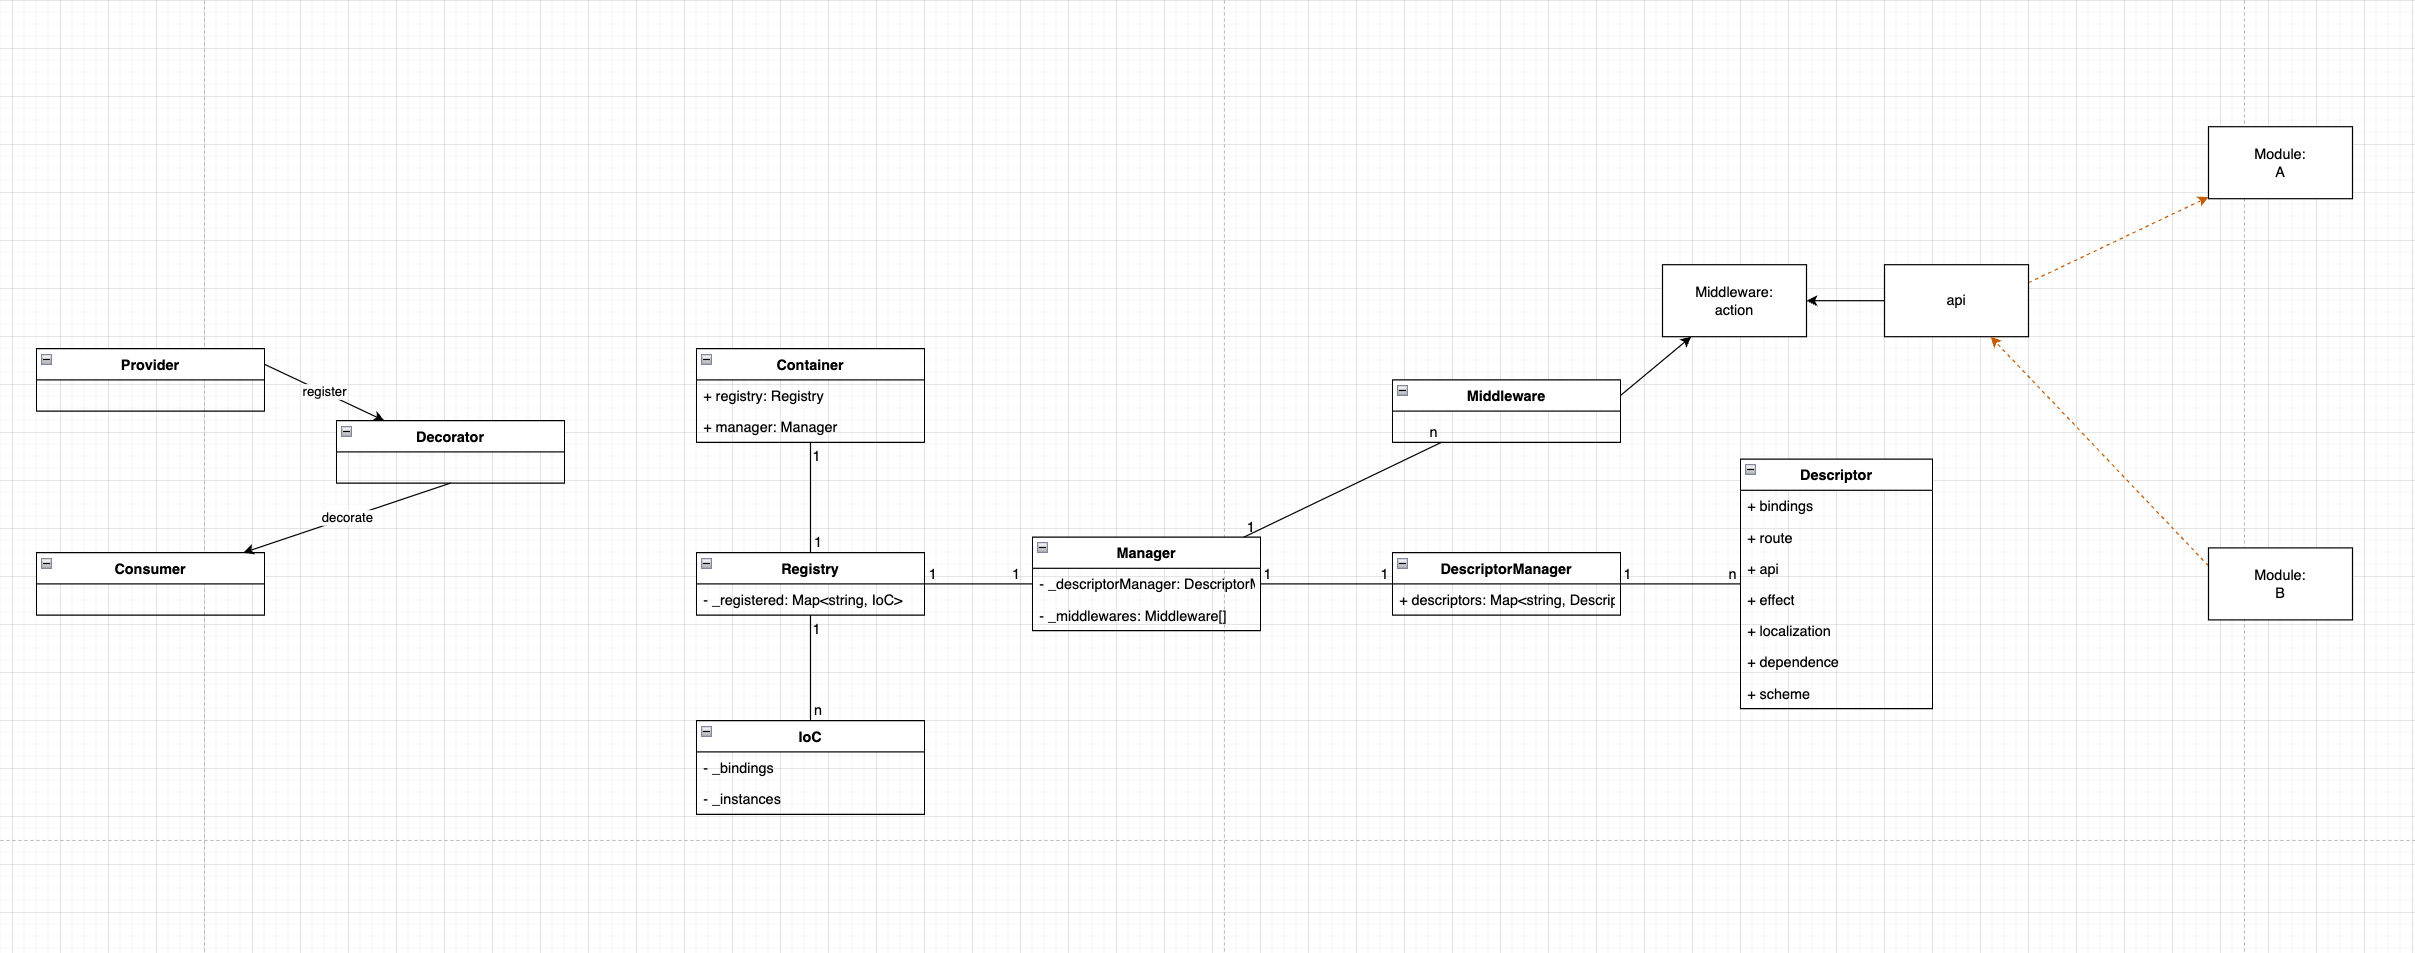 Provider
register
Decorator
decorate
Consumer
Container
+ registry: Registry
+ manager: Manager
1
1
Registry
- _registered: Map<string, IoC>
1
n
IoC
- _bindings
- _instances
1
1
Manager
- _descriptorManager: Descriptor
- _middlewares: Middleware[]
1
n
Middleware
1
1
DescriptorManager
+ descriptors: Map<string, Descrip
1
n
Descriptor
+ bindings
+ route
+ api
+ effect
+ localization
+ dependence
+ scheme
Middleware:
action
api
Module:
A
Module:
B